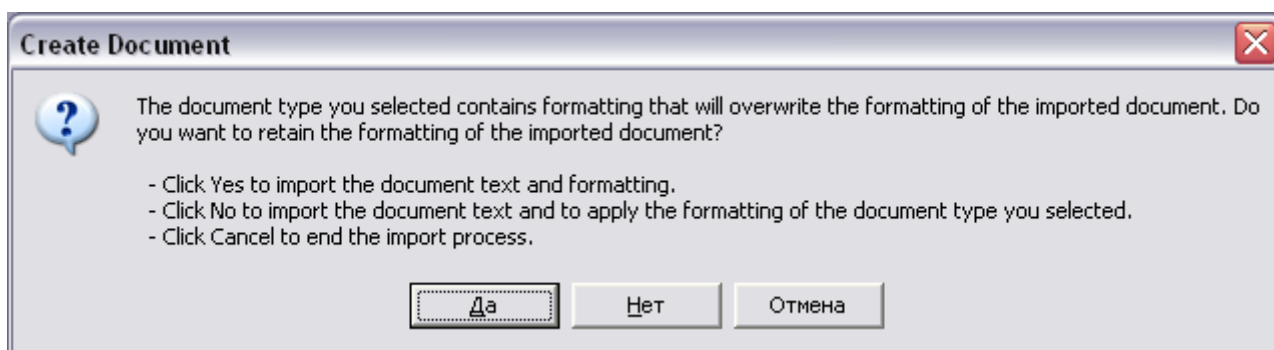 Create Document
The document type you selected contains formatting that will overwrite the formatting of the imported document. Do
you want to retain the formatting of the imported document?
- Click Yes to import the document text and formatting.
- Click No to import the document text and to apply the formatting of the document type you selected.
- Click Cancel to end the import process.
Да Нет Отмена